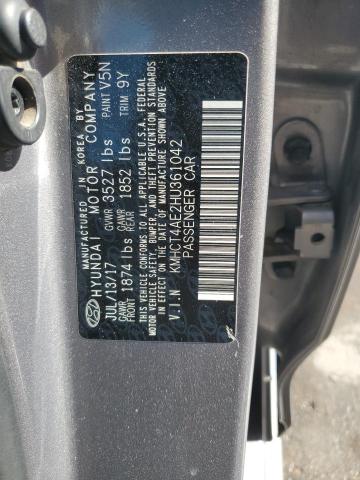 MANUFACTURED BY IN KOREA BY
HYUNDAI MOTOR COMPANY
JUL/13/17 GVWR 3527 lbs PAINT V5N
GAWR FRONT 1874 lbs GAWR REAR 1852 lbs TRIM 9Y
THIS VEHICLE CONFORMS TO ALL APPLICABLE U.S.A. FEDERAL
MOTOR VEHICLE SAFETY, BUMPER, AND THEFT PREVENTION STANDARDS
IN EFFECT ON THE DATE OF MANUFACTURE SHOWN ABOVE.
V.I.N KMHCT4AE2HU361042
PASSENGER CAR